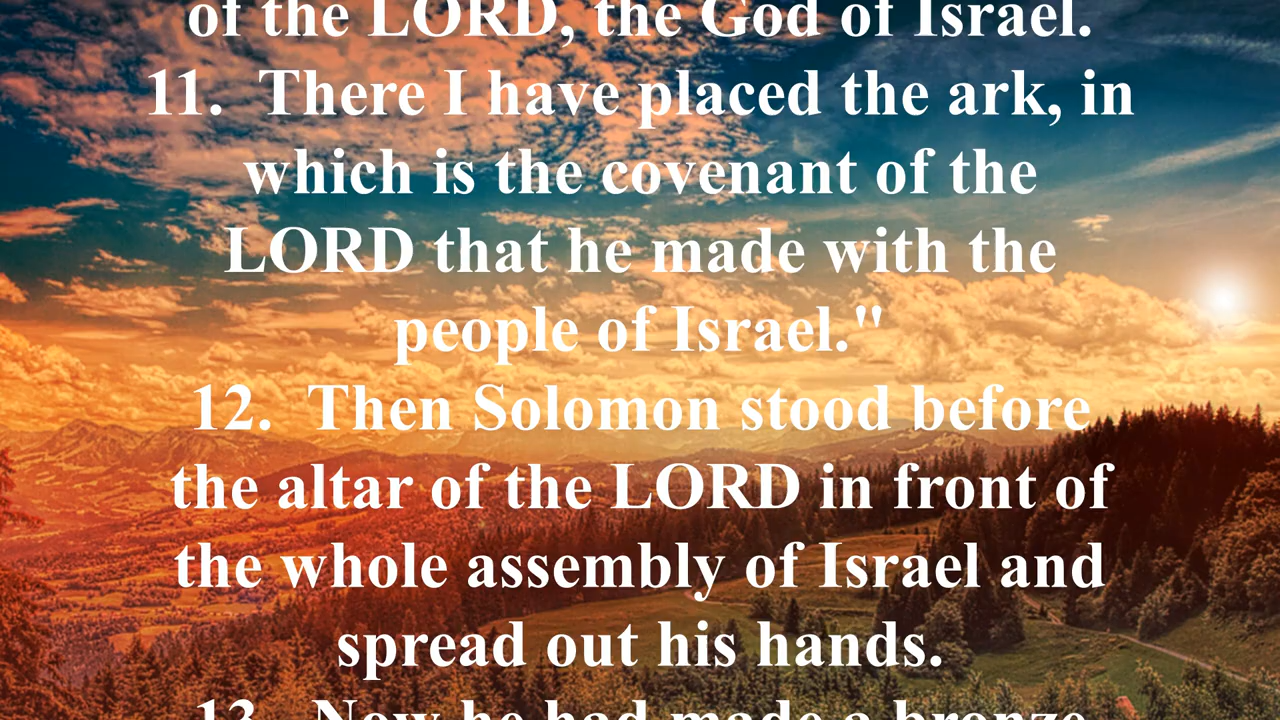 of the LORD, the God of Israel.
11.  There I have placed the ark, in
which is the covenant of the
LORD that he made with the
people of Israel."
12.  Then Solomon stood before
the altar of the LORD in front of
the whole assembly of Israel and
spread out his hands.
13.  Now he had made a bronze